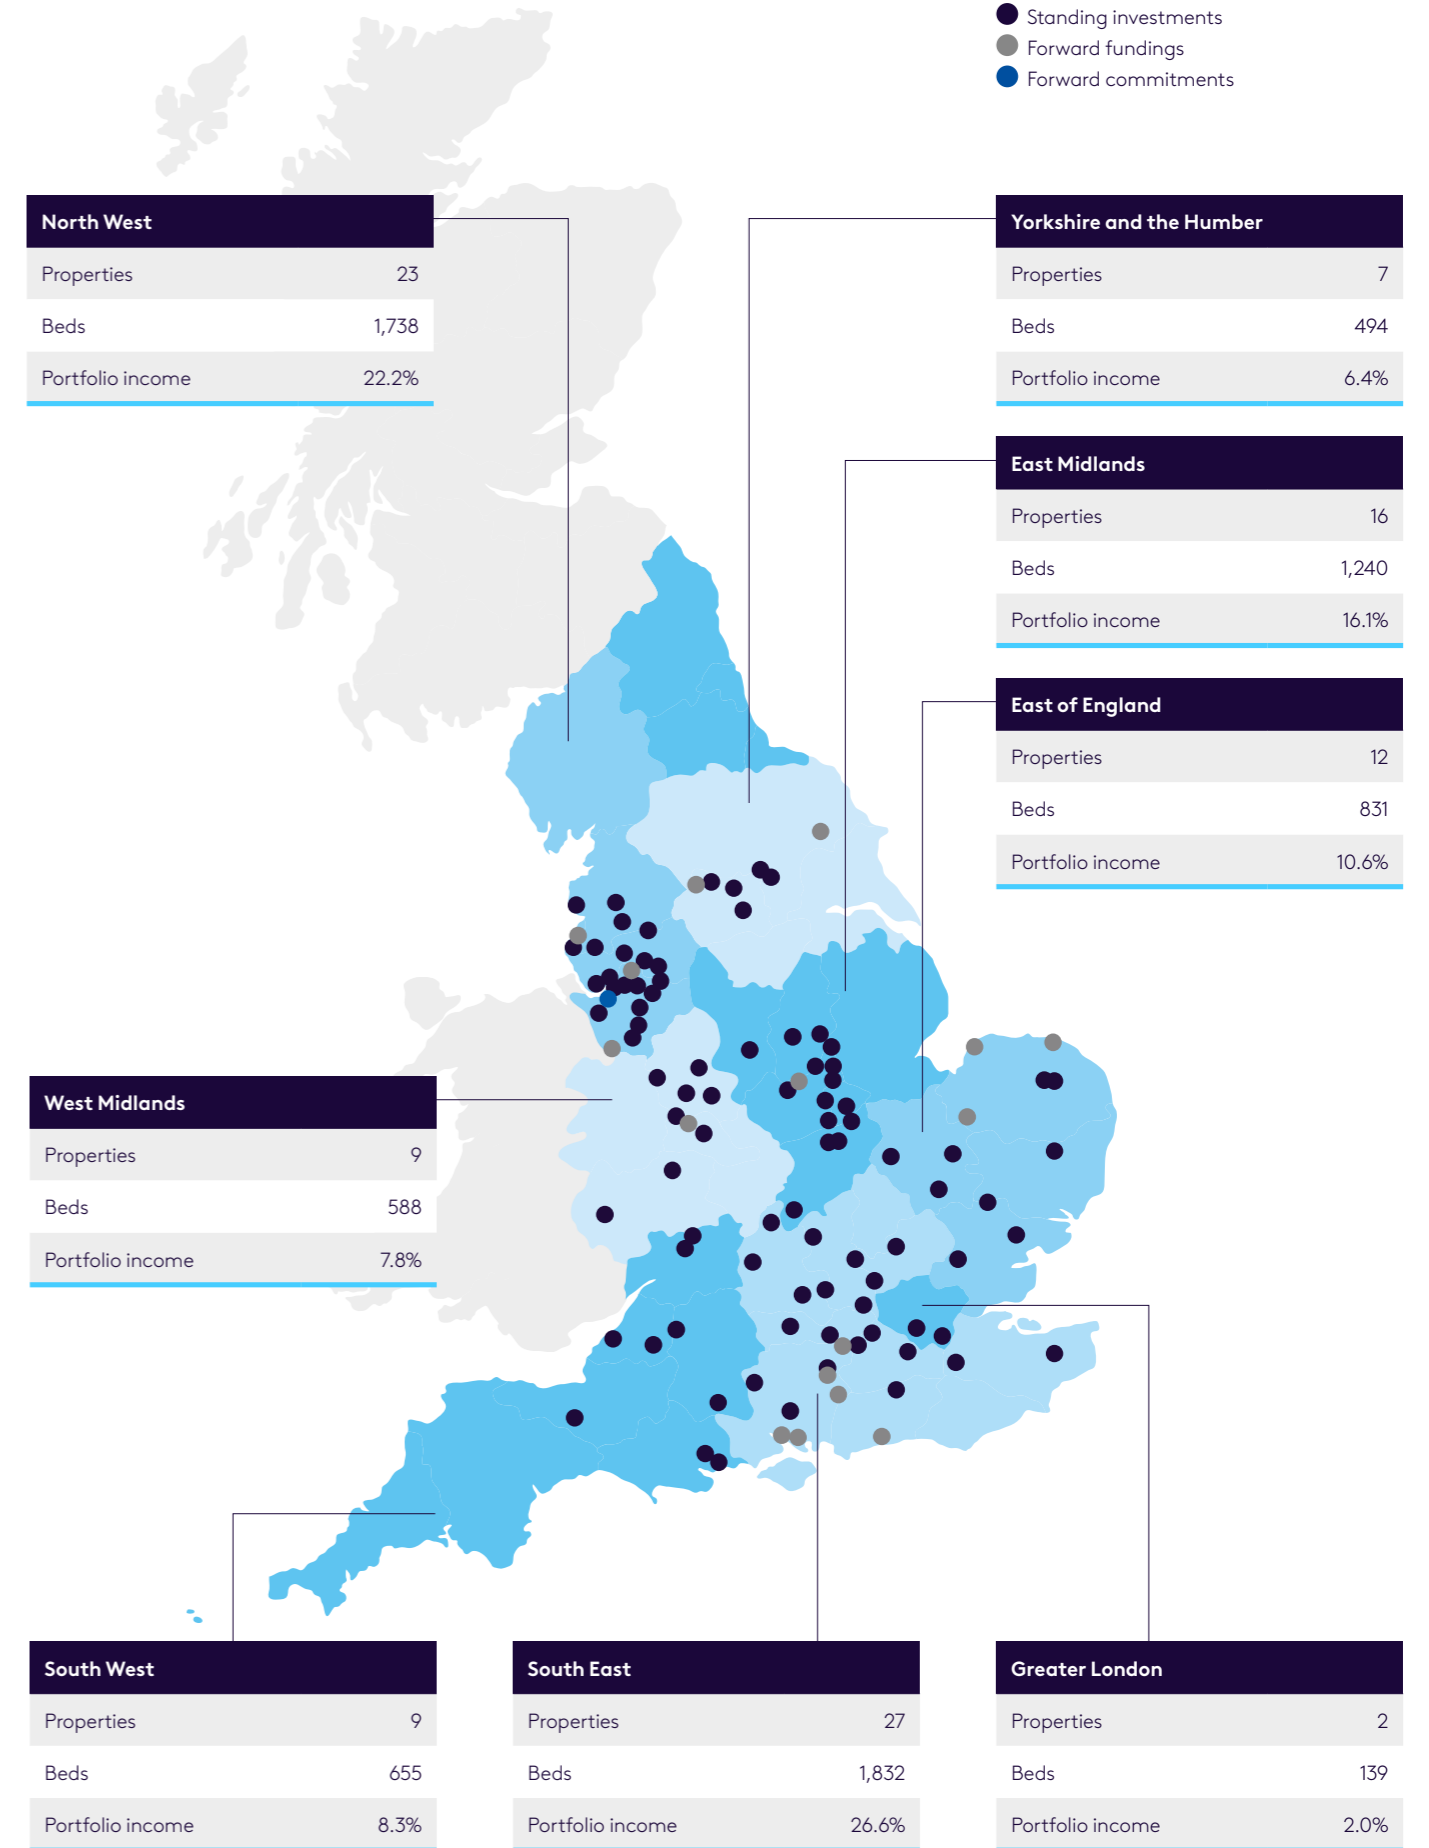 Standing investments
Forward fundings
Forward commitments
North West
Properties 23
Beds 1,738
Portfolio income 22.2%
Yorkshire and the Humber
Properties 7
Beds 494
Portfolio income 6.4%
East Midlands
Properties 16
Beds 1,240
Portfolio income 16.1%
East of England
Properties 12
Beds 831
Portfolio income 10.6%
West Midlands
Properties 9
Beds 588
Portfolio income 7.8%
South West
Properties 9
Beds 655
Portfolio income 8.3%
South East
Properties 27
Beds 1,832
Portfolio income 26.6%
Greater London
Properties 2
Beds 139
Portfolio income 2.0%